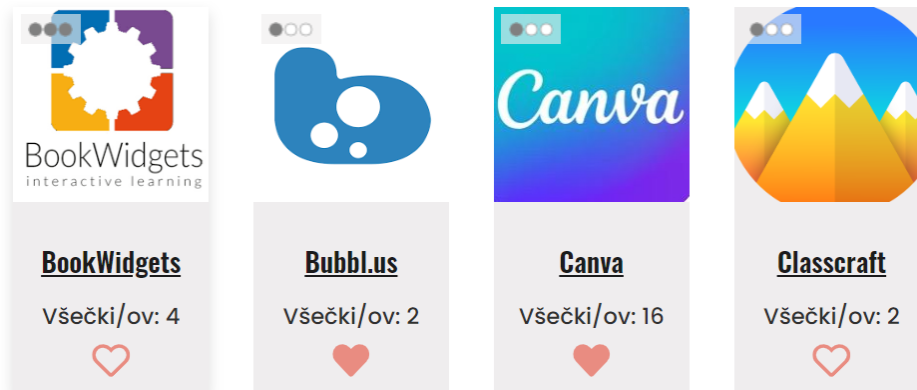 BookWidgets
interactive learning
Canva
BookWidgets
Bubbl.us
Canva
Classcraft
Všečki/ov: 4
Všečki/ov: 2
Všečki/ov: 16
Všečki/ov: 2